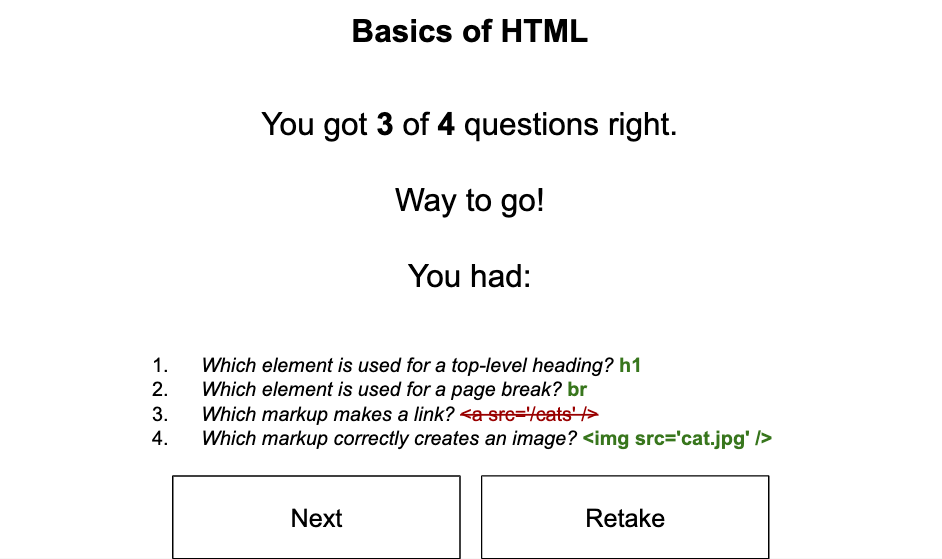 Basics of HTML
You got 3 of 4 questions right.
Way to go!
You had:
1. Which element is used for a top-level heading? h1
2. Which element is used for a page break? br
3. Which markup makes a link? <a src='/cats' />
4. Which markup correctly creates an image? <img src='cat.jpg' />
Next Retake